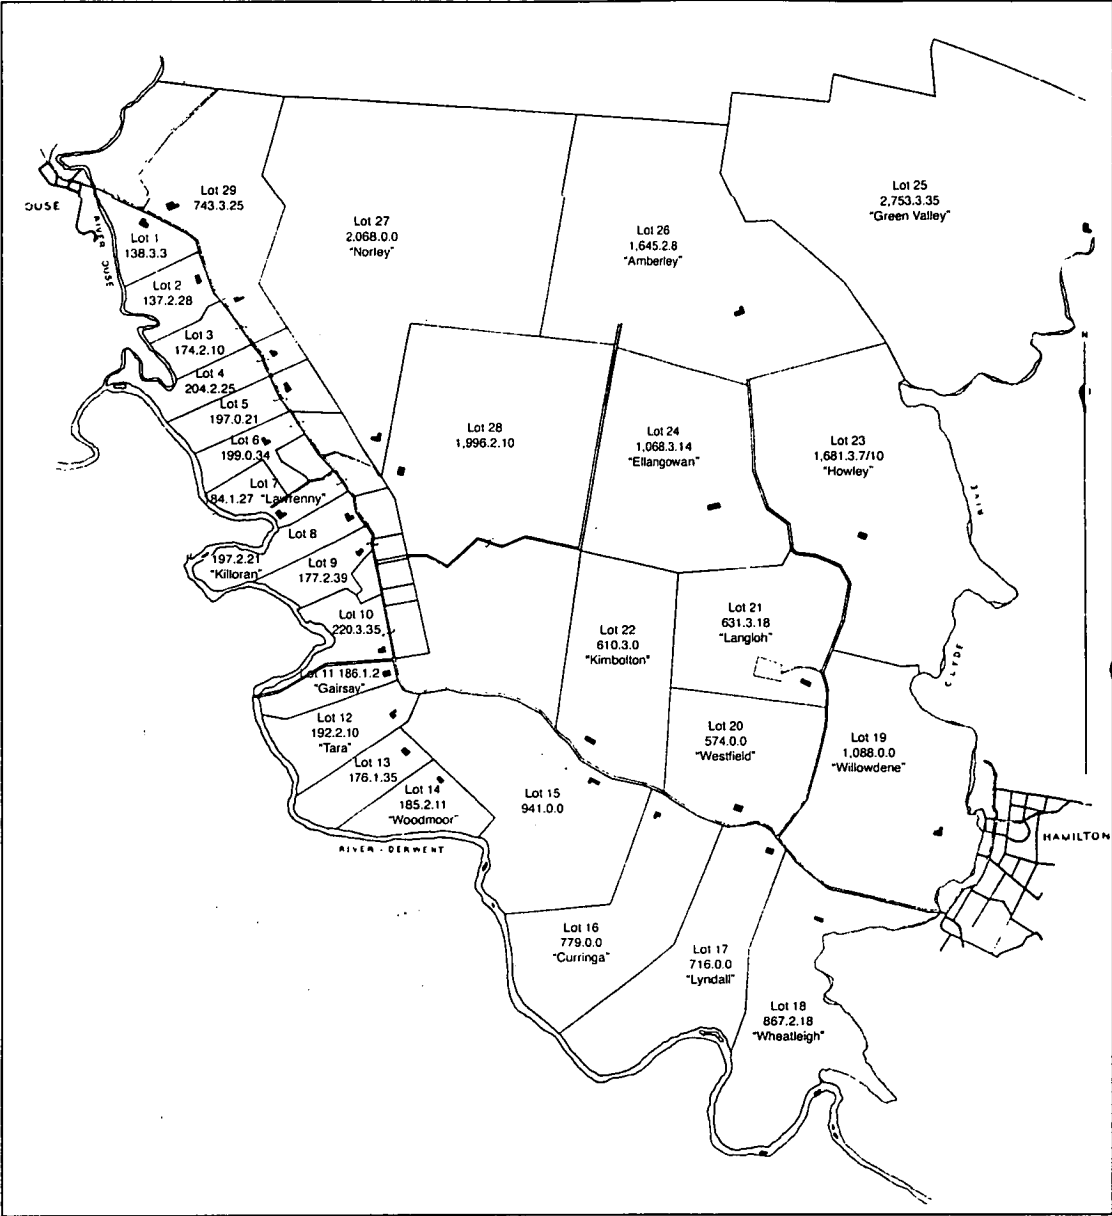 Lot 25
2,753.3.35
"Green Valley"
Lot 29
743.3.25
OUSE
Lot 27
2,068.0.0
"Norley"
Lot 26
1,645.2.8
"Amberley"
RIVER OUSE
Lot 1
138.3.3
Lot 2
137.2.28
N
Lot 3
174.2.10
Lot 4
204.2.25
Lot 5
197.0.21
Lot 28
1,996.2.10
Lot 24
1,068.3.14
"Ellangowan"
Lot 23
1,681.3.7/10
"Howley"
Lot 6
199.0.34
Lot 7
84.1.27 "Lawrenny"
Lot 8
197.2.21
"Killoran"
Lot 9
177.2.39
Lot 10
220.3.35
Lot 22
610.3.0
"Kimbolton"
Lot 21
631.3.18
"Langloh"
CLYDE
Lot 11 186.1.2
"Gairsay"
Lot 12
192.2.10
"Tara"
Lot 20
574.0.0
"Westfield"
Lot 19
1,088.0.0
"Willowdene"
Lot 13
176.1.35
Lot 14
185.2.11
"Woodmoor"
Lot 15
941.0.0
HAMILTON
RIVER - DERWENT
Lot 16
779.0.0
"Curringa"
Lot 17
716.0.0
"Lyndall"
Lot 18
867.2.18
"Wheatleigh"